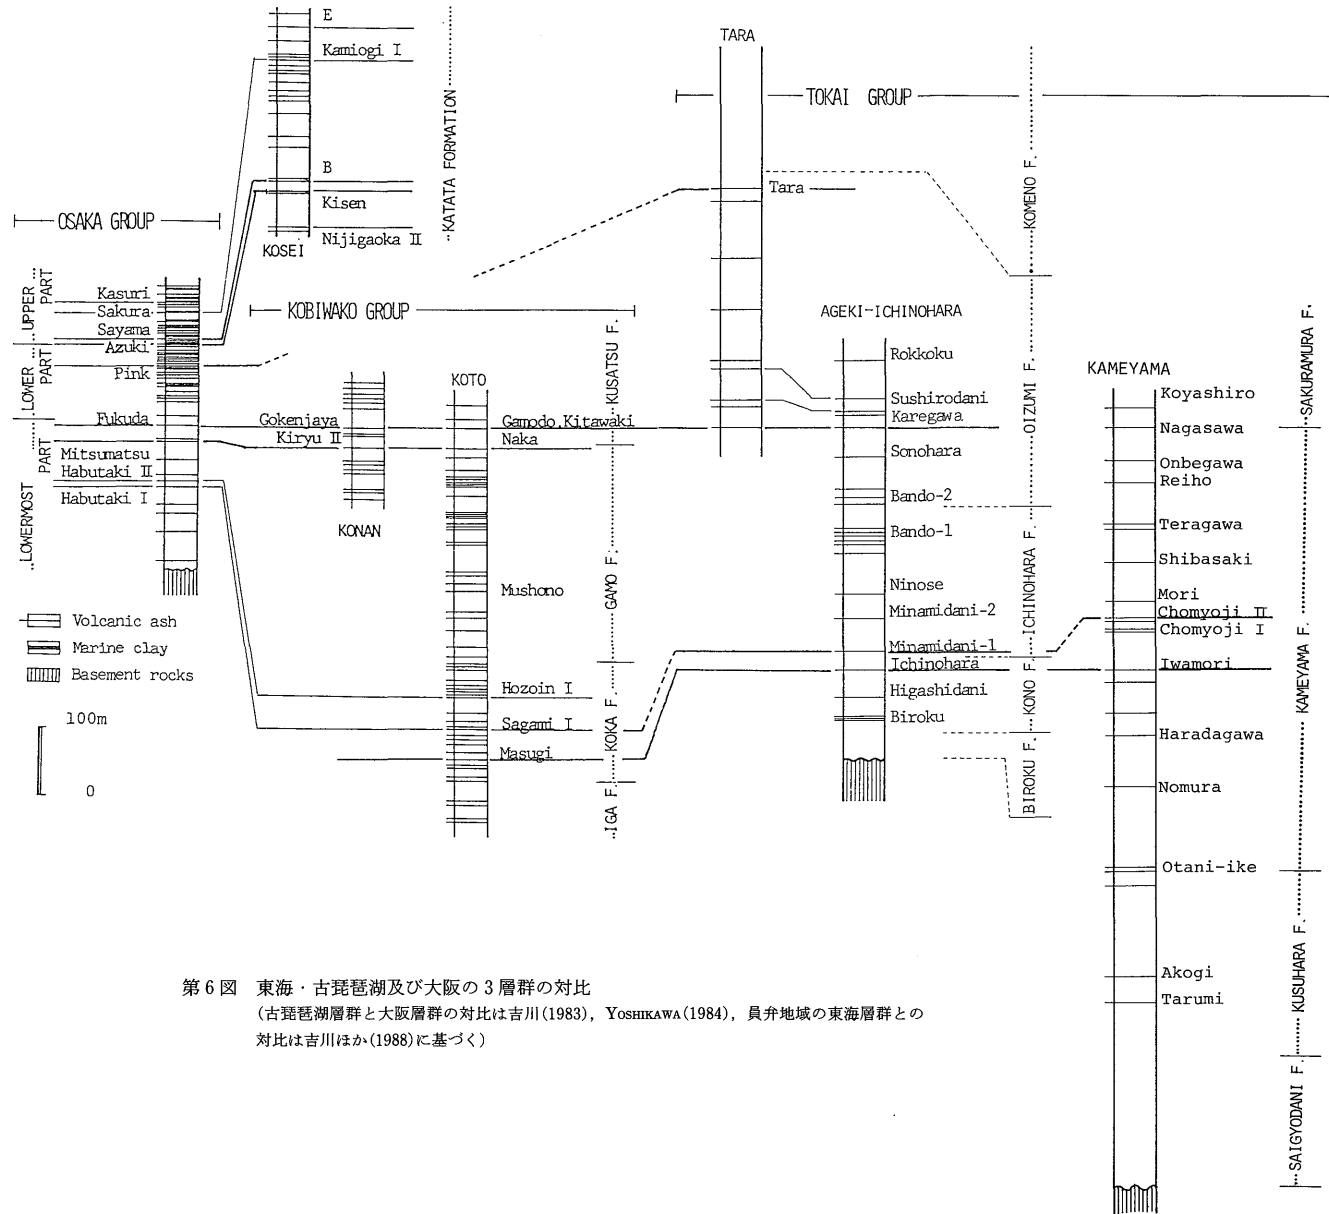 E
Kamiogi I
B
Kisen
Nijigaoka II
KOSEI
KATATA FORMATION
OSAKA GROUP
UPPER PART
LOWER PART
LOWERMOST PART
Kasuri
Sakura
Sayama
Azuki
Pink
Fukuda
Mitsumatsu
Habutaki II
Habutaki I
KOBIWAKO GROUP
Gokenjaya
Kiryu II
KONAN
KOTO
Gamodo, Kitawaki
Naka
Mushono
Hozoin I
Sagami I
Masugi
KUSATSU F.
GAMO F.
KOKA F.
IGA F.
TOKAI GROUP
TARA
Tara
AGEKI-ICHINOHARA
Rokkoku
Sushirodani
Karegawa
Sonohara
Bando-2
Bando-1
Ninose
Minamidani-2
Minamidani-1
Ichinohara
Higashidani
Biroku
KOMENO F.
OIZUMI F.
ICHINOHARA F.
KONO F.
BIROKU F.
KAMEYAMA
Koyashiro
Nagasawa
Onbegawa
Reiho
Teragawa
Shibasaki
Mori
Chomyoji II
Chomyoji I
Iwamori
Haradagawa
Nomura
Otani-ike
Akogi
Tarumi
SAKURAMURA F.
KAMEYAMA F.
KUSUHARA F.
SAIGYODANI F.
Volcanic ash
Marine clay
Basement rocks
100m
0
第6図 東海・古琵琶湖及び大阪の3層群の対比
(古琵琶湖層群と大阪層群の対比は吉川(1983), YOSHIKAWA(1984), 員弁地域の東海層群との
対比は吉川ほか(1988)に基づく)